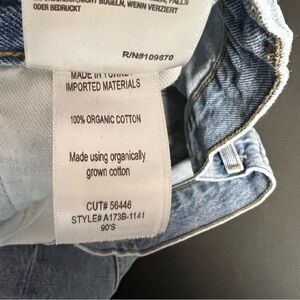 NICHT BÜGELN, WENN VERZIERT
ODER BEDRUCKT
R/N#109870
MADE IN TURKEY
IMPORTED MATERIALS
100% ORGANIC COTTON
Made using organically
grown cotton
CUT# 56446
STYLE# A173B-1141
90'S